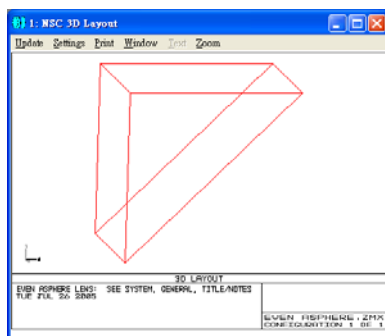 1: NSC 3D Layout
Update Settings Print Window Text Zoom
3D LAYOUT
EVEN ASPHERE LENS: SEE SYSTEM, GENERAL, TITLE/NOTES
TUE JUL 26 2005
EVEN ASPHERE.ZMX
CONFIGURATION 1 OF 1